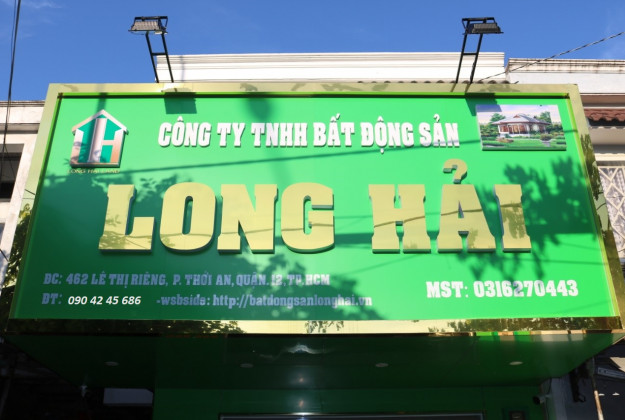 CÔNG TY TNHH BẤT ĐỘNG SẢN
LONG HẢI
ĐC: 462 LÊ THỊ RIÊNG, P. THỚI AN, QUẬN. 12, TP. HCM
ĐT: 090 42 45 686 -wsbside: http://batdongsanlonghai.vn
MST: 0316270443